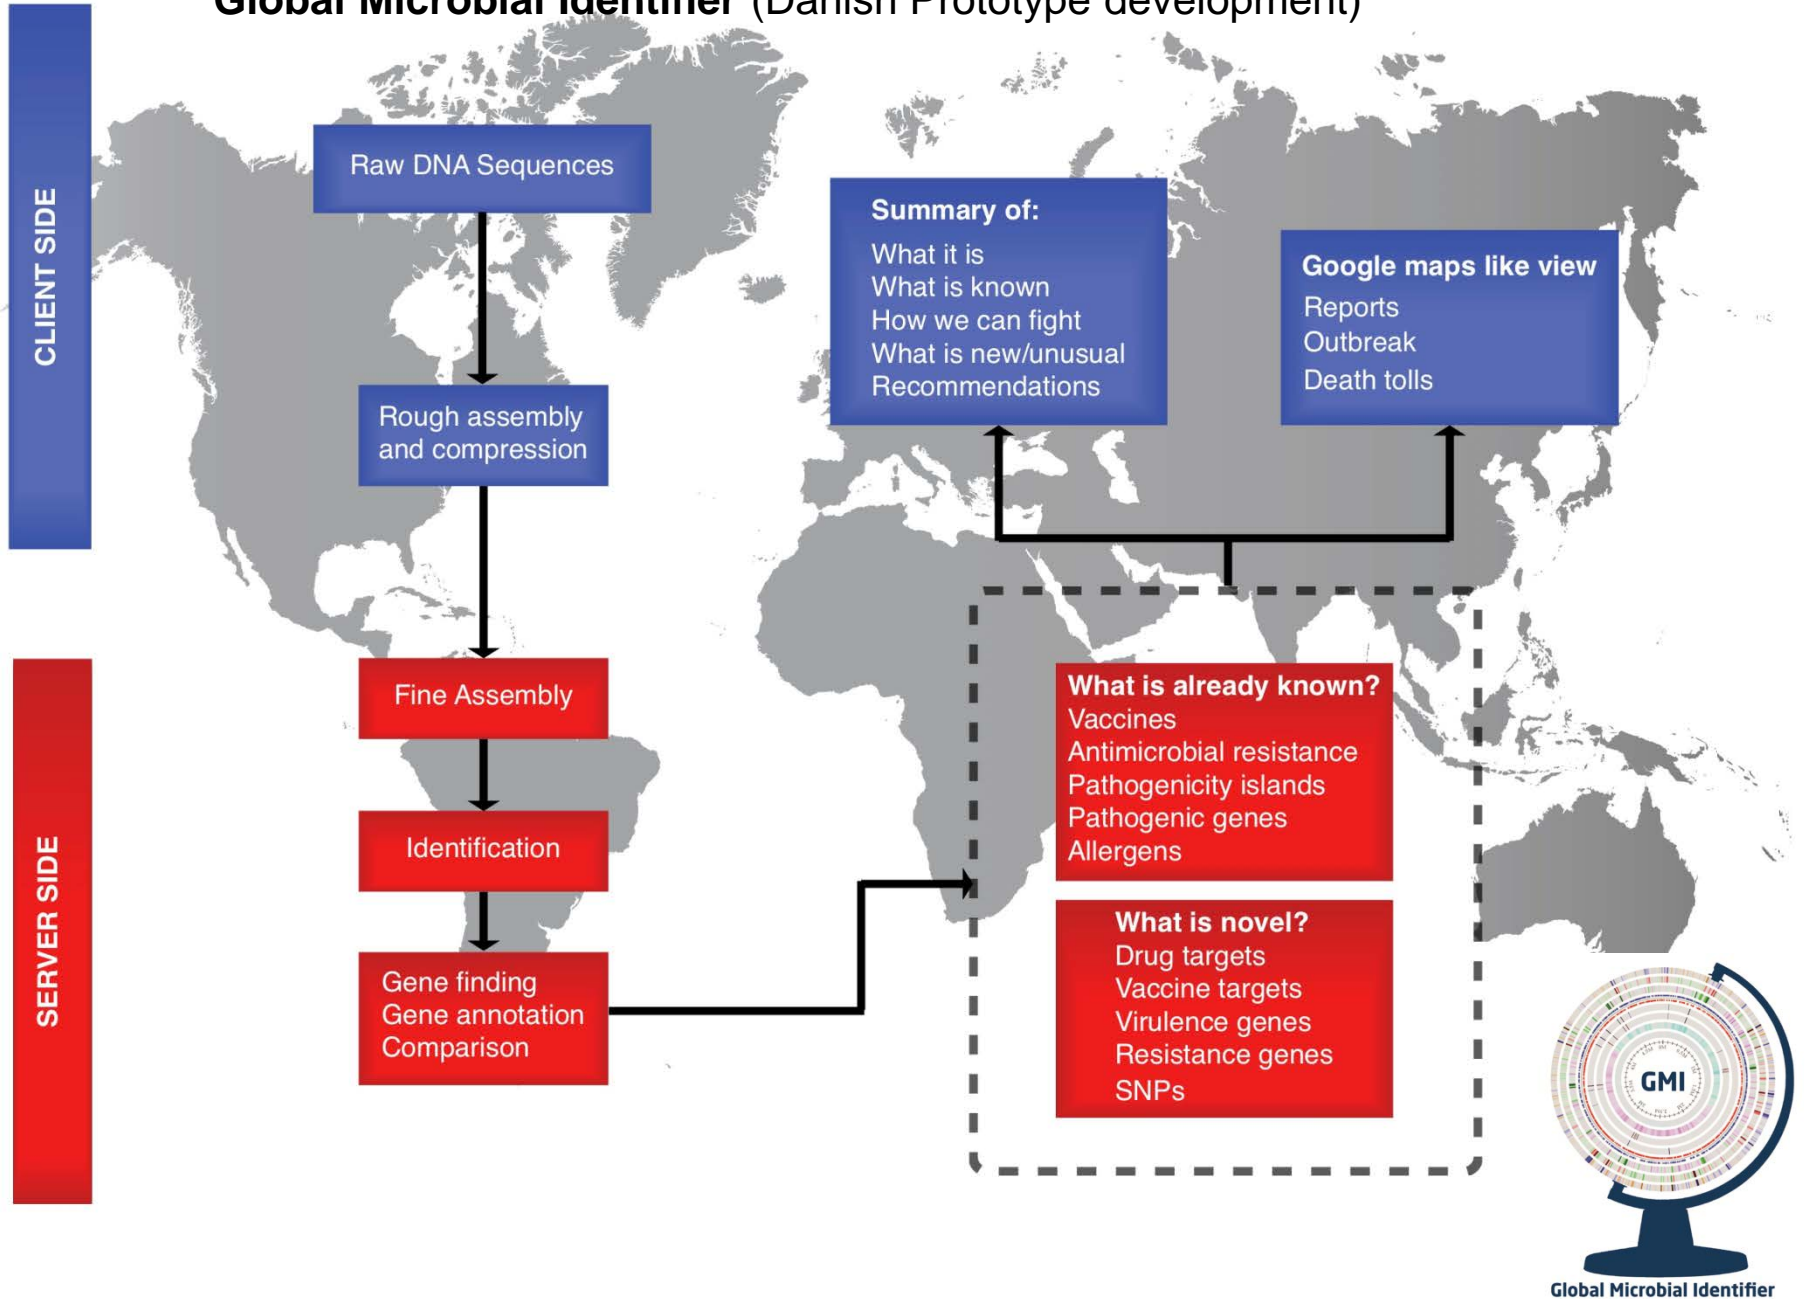 Global Microbial Identifier (Danish Prototype development)
CLIENT SIDE
Raw DNA Sequences
Rough assembly
and compression
Summary of:
What it is
What is known
How we can fight
What is new/unusual
Recommendations
Google maps like view
Reports
Outbreak
Death tolls
SERVER SIDE
Fine Assembly
Identification
Gene finding
Gene annotation
Comparison
What is already known?
Vaccines
Antimicrobial resistance
Pathogenicity islands
Pathogenic genes
Allergens
What is novel?
Drug targets
Vaccine targets
Virulence genes
Resistance genes
SNPs
GMI
Global Microbial Identifier